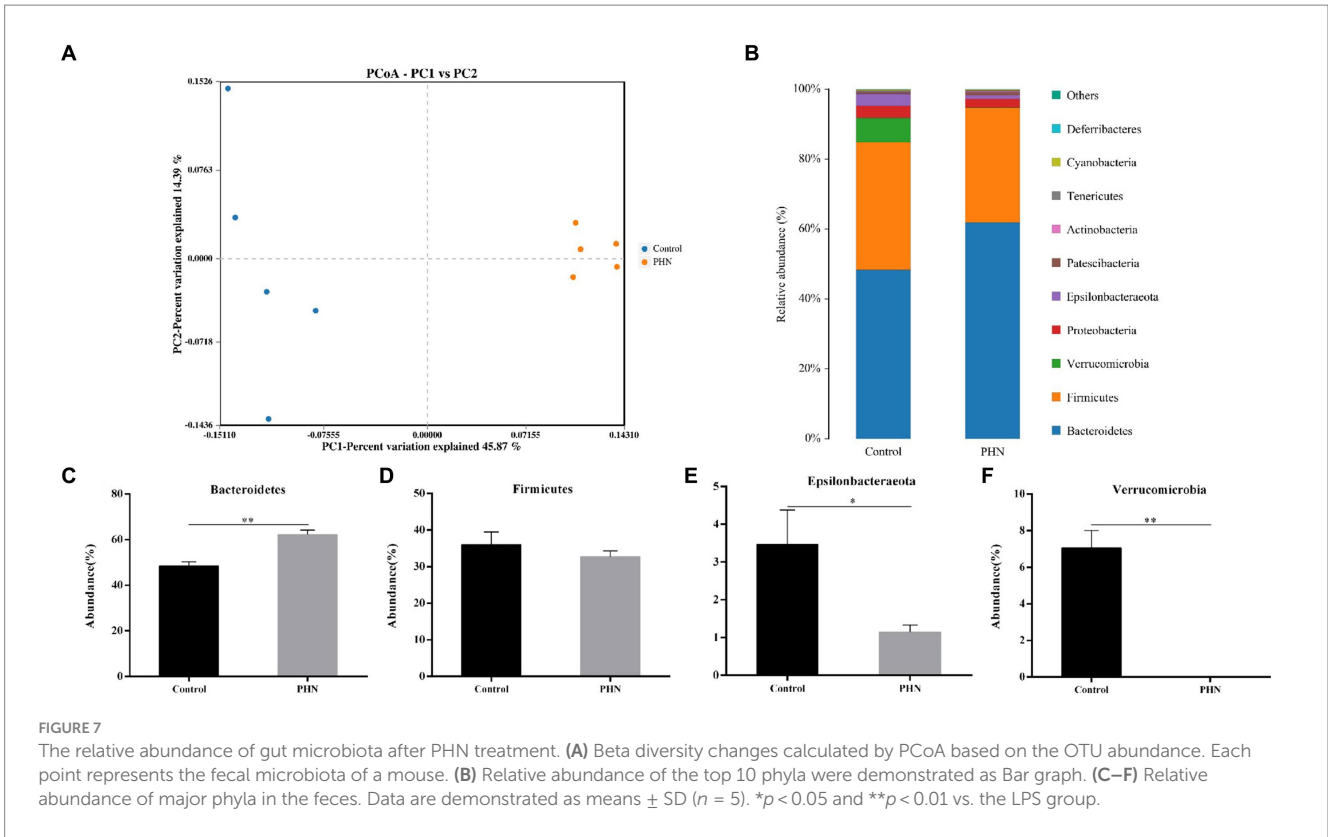 A
PCoA - PC1 vs PC2
0.1526
0.0763
0.0000
-0.0718
-0.1436
PC2-Percent variation explained 14.39 %
-0.15110
-0.07555
0.00000
0.07155
0.14310
PC1-Percent variation explained 45.87 %
Control
PHN
B
100%
80%
60%
40%
20%
0%
Relative abundance (%)
Control
PHN
Others
Deferribacteres
Cyanobacteria
Tenericutes
Actinobacteria
Patescibacteria
Epsilonbacteraeota
Proteobacteria
Verrucomicrobia
Firmicutes
Bacteroidetes
C
Bacteroidetes
80
60
40
20
0
Abundance(%)
**
Control
PHN
D
Firmicutes
50
40
30
20
10
0
Abundance(%)
Control
PHN
E
Epsilonbacteraeota
5
4
3
2
1
0
Abundance(%)
*
Control
PHN
F
Verrucomicrobia
10
8
6
4
2
0
Abundance(%)
**
Control
PHN
FIGURE 7
The relative abundance of gut microbiota after PHN treatment. (A) Beta diversity changes calculated by PCoA based on the OTU abundance. Each
point represents the fecal microbiota of a mouse. (B) Relative abundance of the top 10 phyla were demonstrated as Bar graph. (C–F) Relative
abundance of major phyla in the feces. Data are demonstrated as means ± SD (n = 5). *p < 0.05 and **p < 0.01 vs. the LPS group.